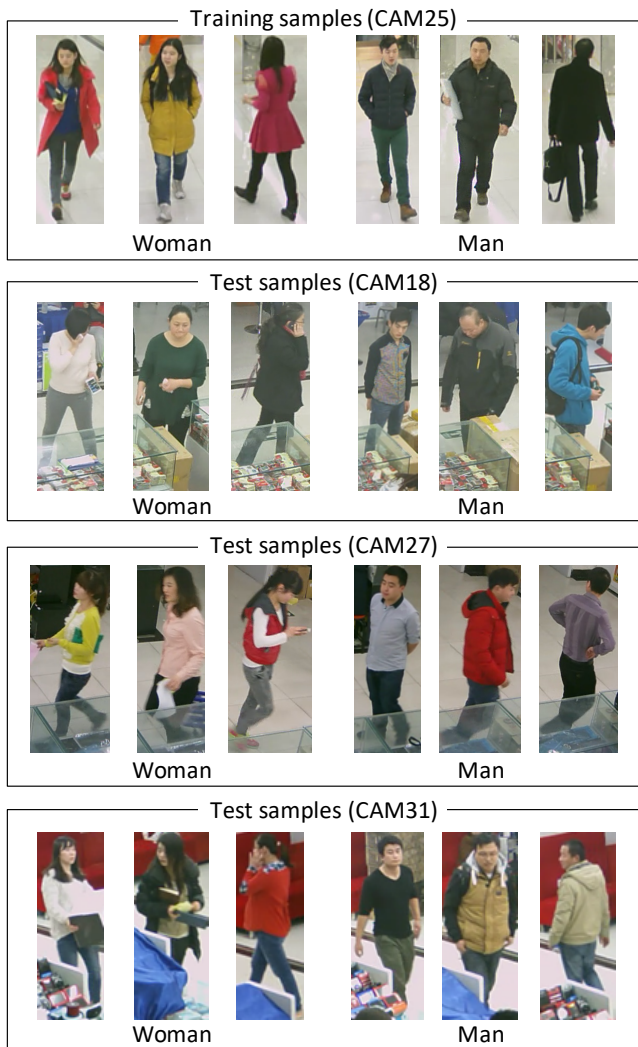 Training samples (CAM25)
Woman Man
Test samples (CAM18)
Woman Man
Test samples (CAM27)
Woman Man
Test samples (CAM31)
Woman Man